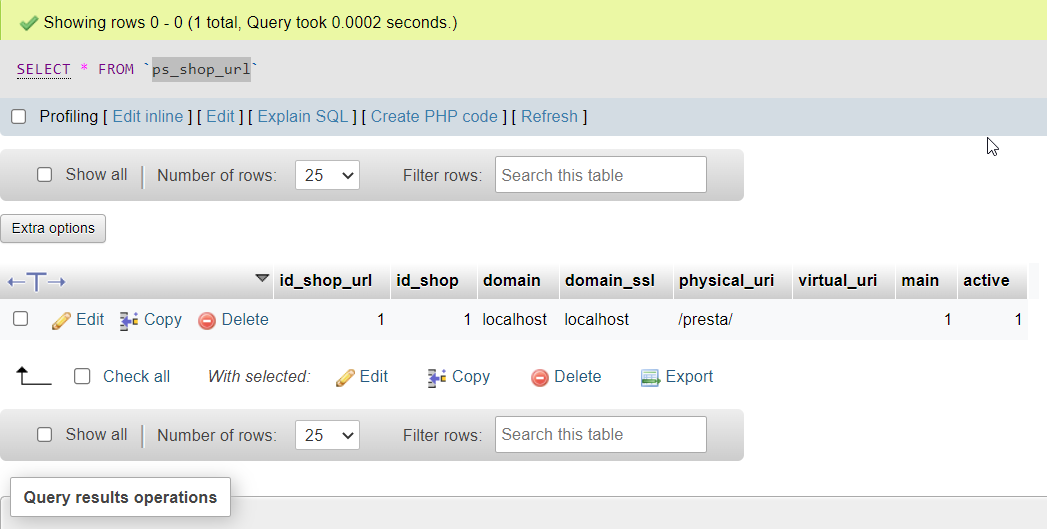 Showing rows 0 - 0 (1 total, Query took 0.0002 seconds.)
SELECT * FROM `ps_shop_url`
Profiling [ Edit inline ] [ Edit ] [ Explain SQL ] [ Create PHP code ] [ Refresh ]
Show all Number of rows: 25 Filter rows: Search this table
Extra options
←T→ id_shop_url id_shop domain domain_ssl physical_uri virtual_uri main active
Edit Copy Delete 1 1 localhost localhost /presta/ 1 1
Check all With selected: Edit Copy Delete Export
Show all Number of rows: 25 Filter rows: Search this table
Query results operations